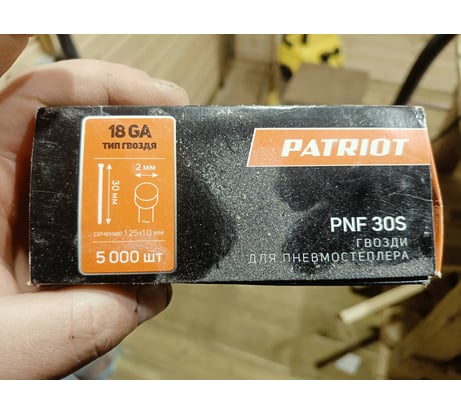 18 GA
ТИП ГВОЗДЯ
2 мм
30 мм
сечение 1.25х1.0 мм
5 000 шт
PATRIOT
PNF 30S
ГВОЗДИ
ДЛЯ ПНЕВМОСТЕПЛЕРА